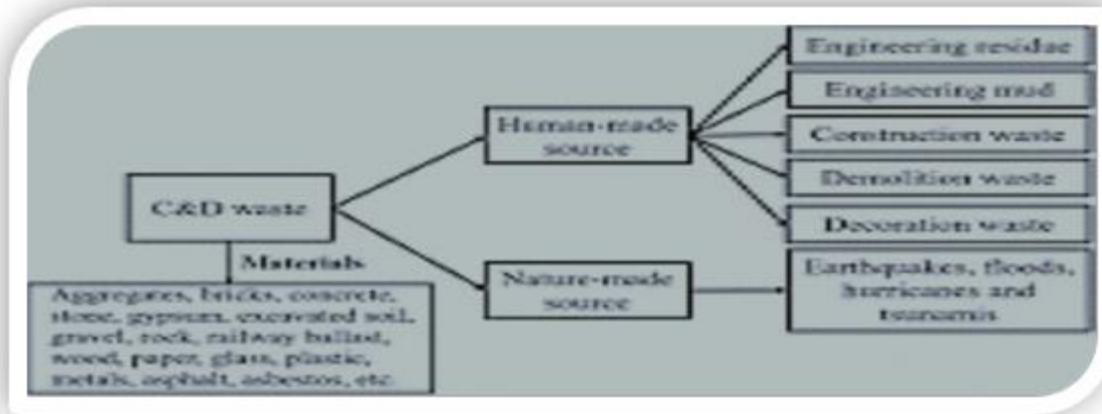 Engineering residue
Engineering mud
Human-made
source
Construction waste
Demolition waste
C&D waste
Decoration waste
Materials
Nature-made
source
Earthquakes, floods,
hurricanes and
tsunamis
Aggregates, bricks, concrete,
stone, gypsum, excavated soil,
gravel, rock, railway ballast,
wood, paper, glass, plastic,
metals, asphalt, asbestos, etc